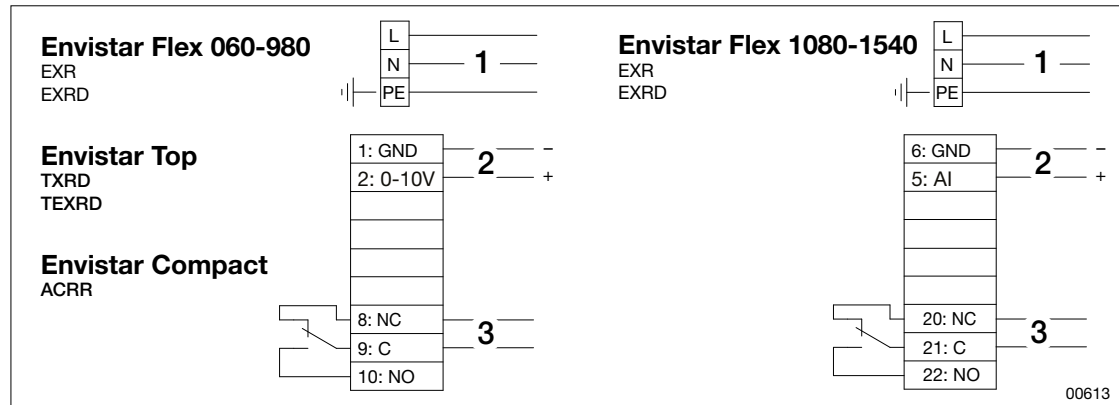 Envistar Flex 060-980
EXR
EXRD
L
N
PE
1
Envistar Top
TXRD
TEXRD
Envistar Compact
ACRR
1: GND
2: 0-10V
2
–
+
8: NC
9: C
10: NO
3
Envistar Flex 1080-1540
EXR
EXRD
L
N
PE
1
6: GND
5: AI
2
–
+
20: NC
21: C
22: NO
3
00613